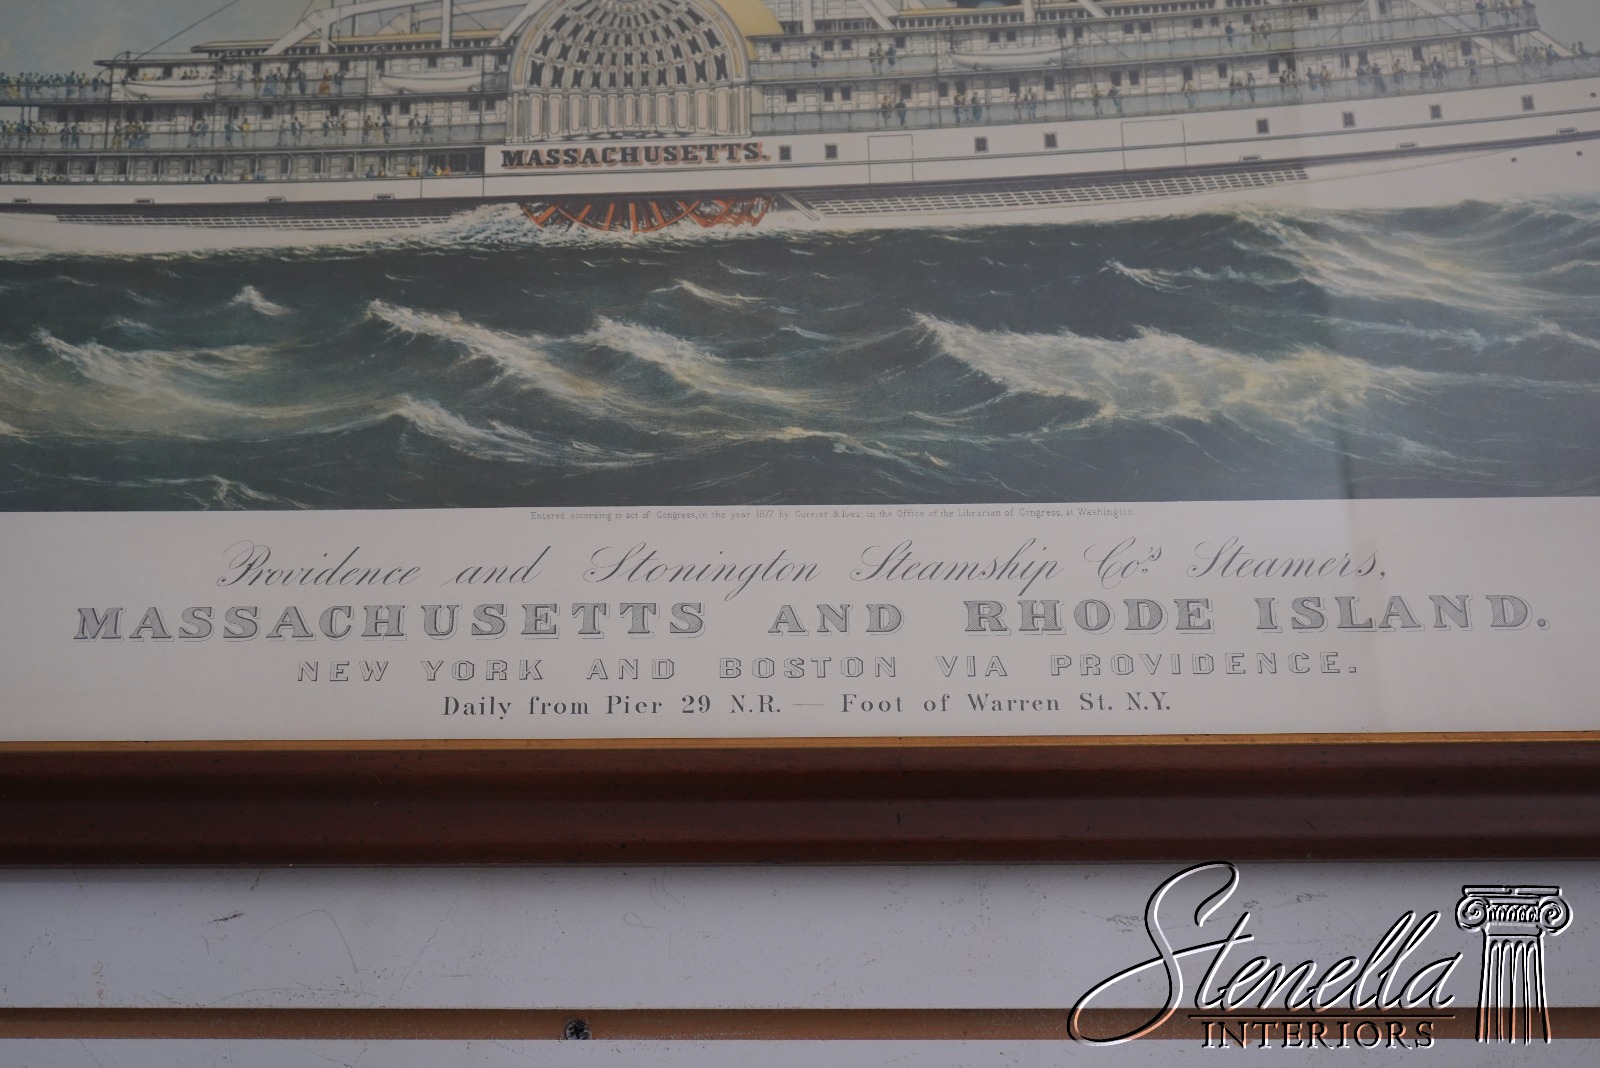 MASSACHUSETTS.
Entered according to act of Congress, in the year 1877, by Currier & Ives, in the Office of the Librarian of Congress, at Washington.
Providence and Stonington Steamship Co's. Steamers,
MASSACHUSETTS AND RHODE ISLAND.
NEW YORK AND BOSTON VIA PROVIDENCE.
Daily from Pier 29 N.R. — Foot of Warren St. N.Y.
Stenella
INTERIORS